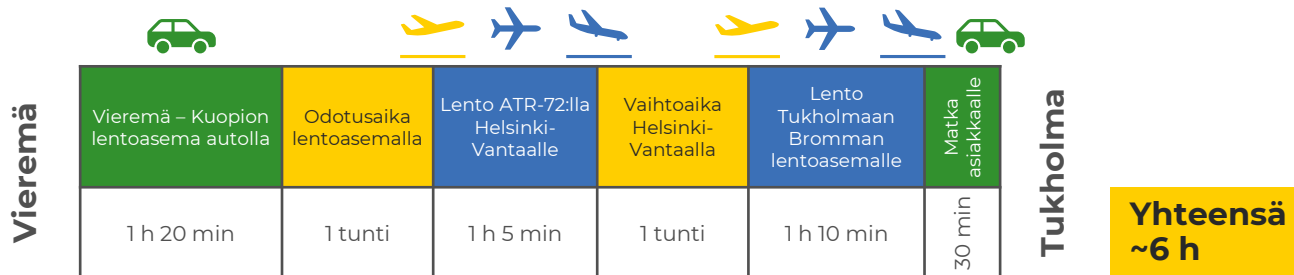 Vieremä
Vieremä – Kuopion
lentoasema autolla
Odotusaika
lentoasemalla
Lento ATR-72:lla
Helsinki-
Vantaalle
Vaihtoaika
Helsinki-
Vantaalla
Lento
Tukholmaan
Bromman
lentoasemalle
Matka
asiakkaalle
1 h 20 min
1 tunti
1 h 5 min
1 tunti
1 h 10 min
30 min
Tukholma
Yhteensä
~6 h